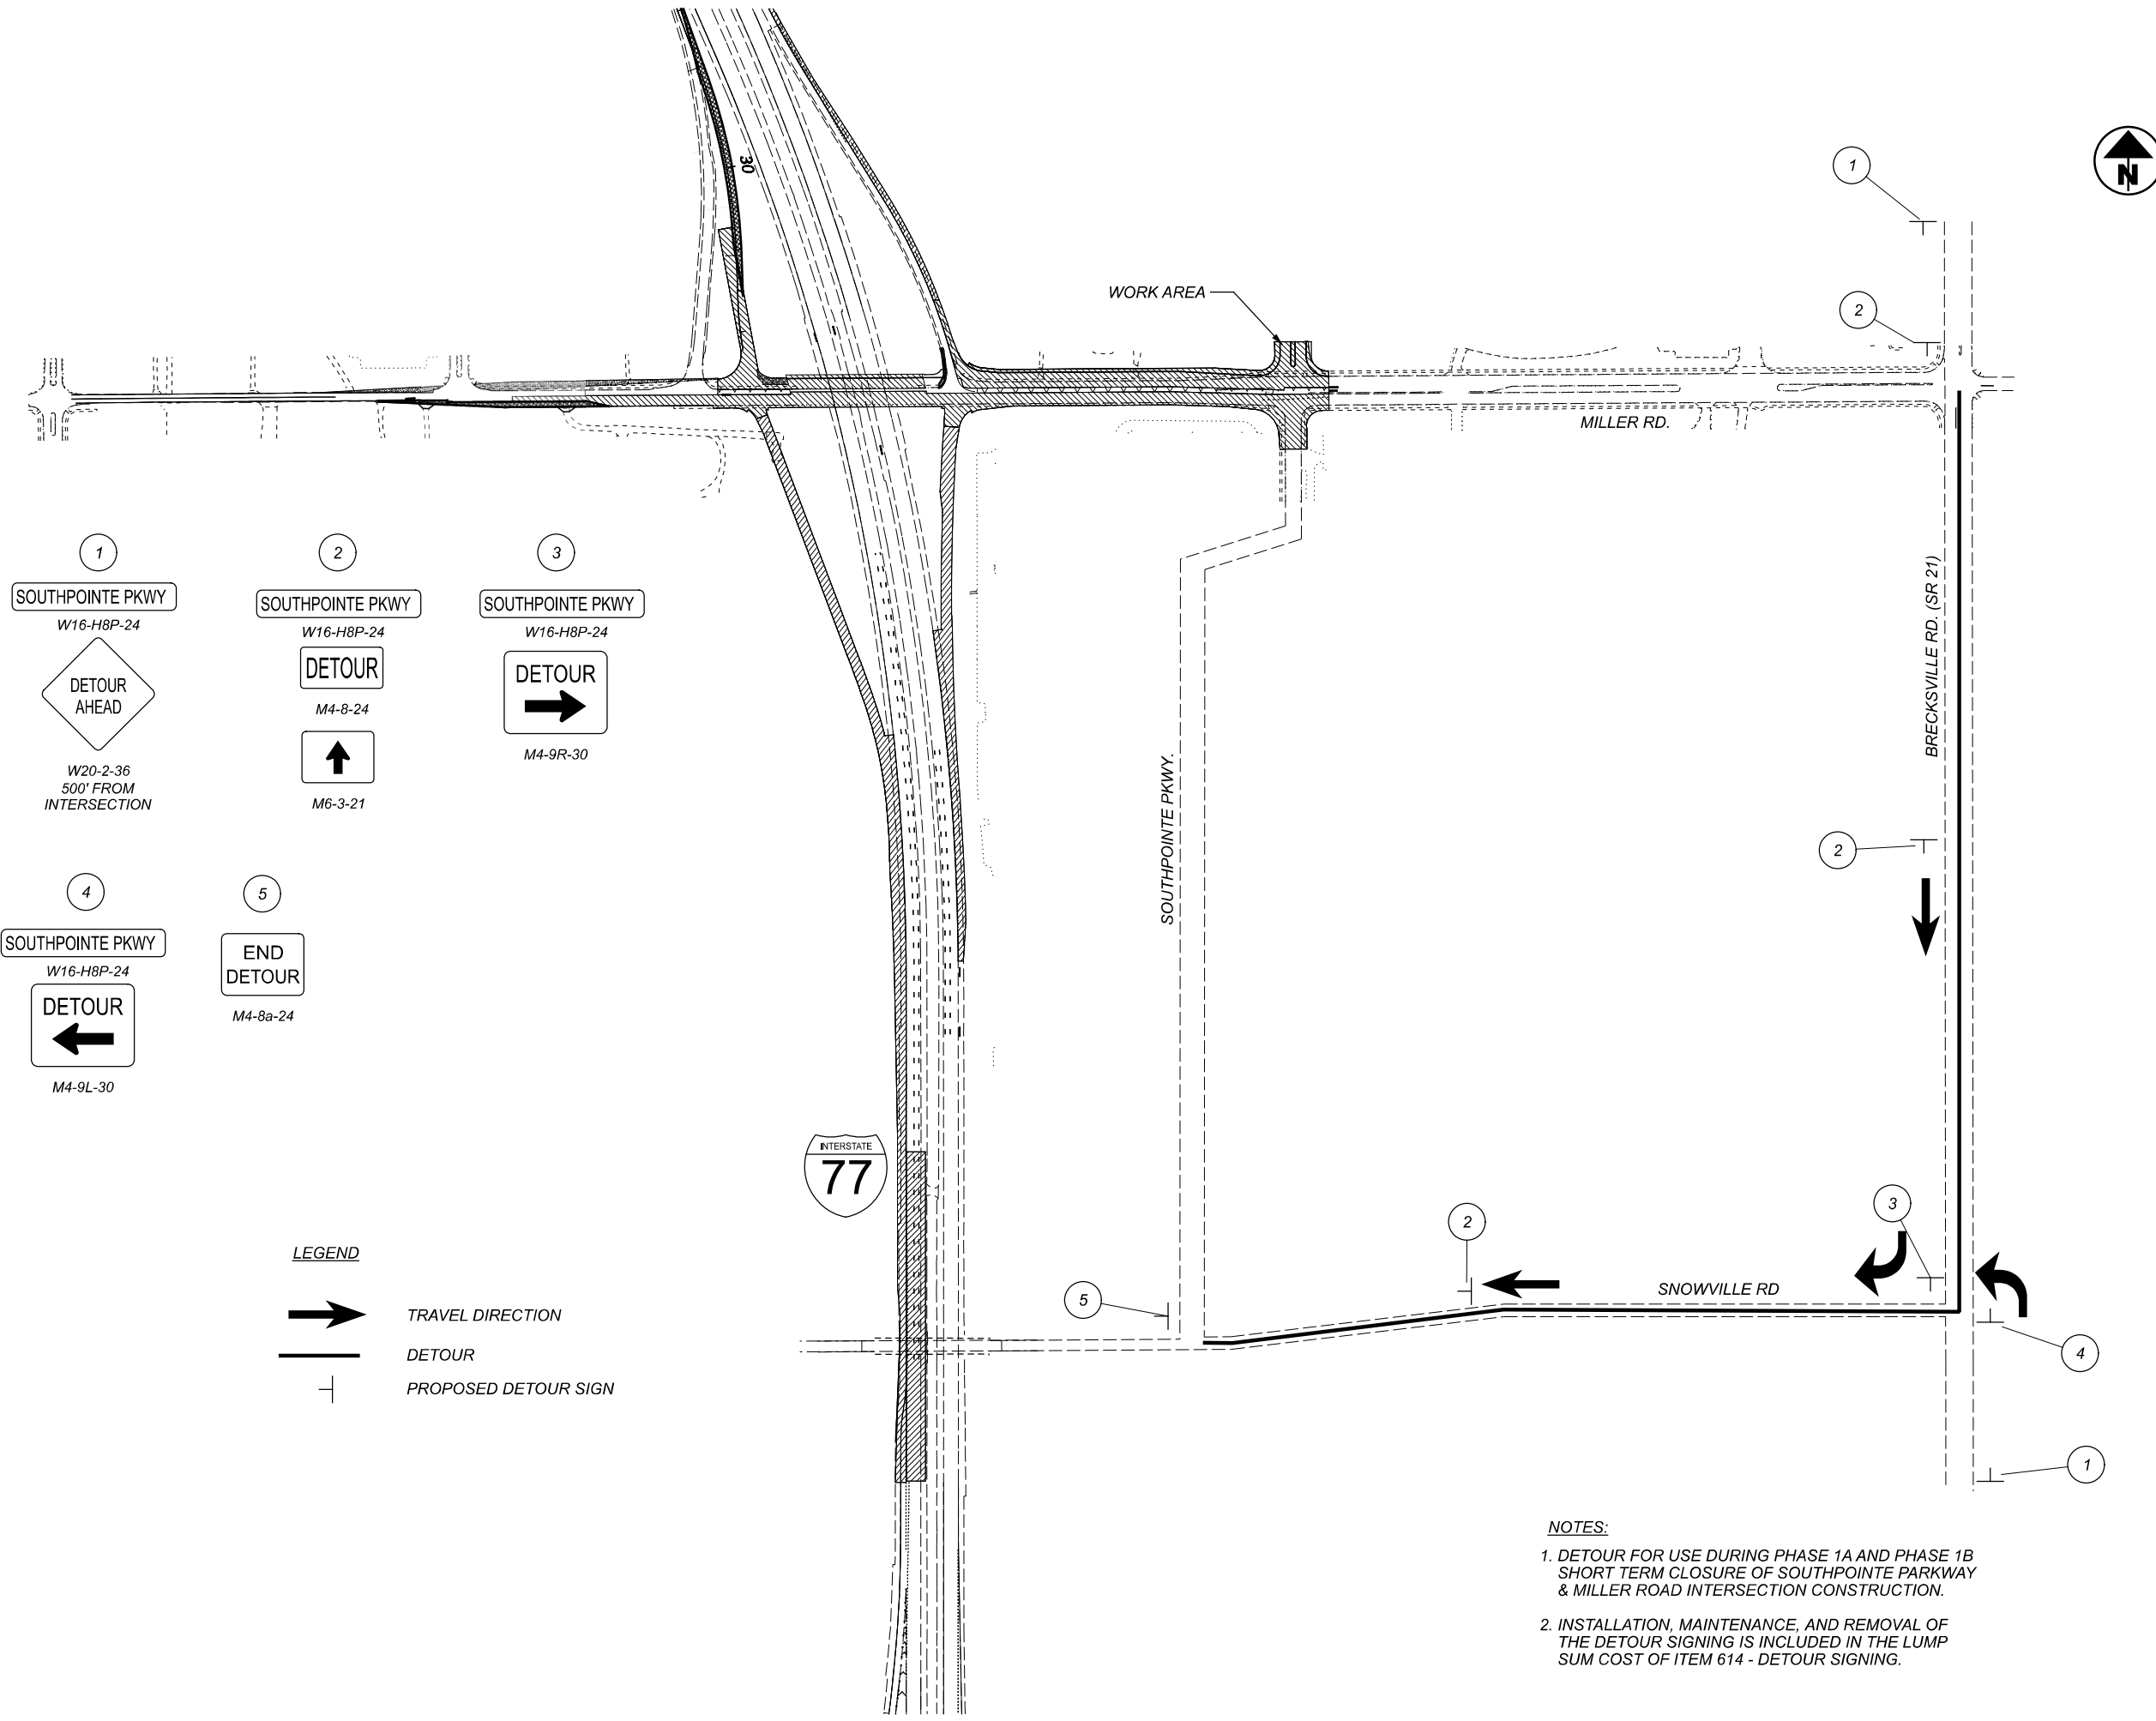 30
N
1
2
WORK AREA
MILLER RD.
BRECKSVILLE RD. (SR 21)
SOUTHPOINTE PKWY.
2
3
2
SNOWVILLE RD
5
4
1
INTERSTATE
77
1
SOUTHPOINTE PKWY
W16-H8P-24
DETOUR
AHEAD
W20-2-36
500' FROM
INTERSECTION
2
SOUTHPOINTE PKWY
W16-H8P-24
DETOUR
M4-8-24
M6-3-21
3
SOUTHPOINTE PKWY
W16-H8P-24
DETOUR
M4-9R-30
4
SOUTHPOINTE PKWY
W16-H8P-24
DETOUR
M4-9L-30
5
END
DETOUR
M4-8a-24
LEGEND
TRAVEL DIRECTION
DETOUR
PROPOSED DETOUR SIGN
NOTES:
1. DETOUR FOR USE DURING PHASE 1A AND PHASE 1B
SHORT TERM CLOSURE OF SOUTHPOINTE PARKWAY
& MILLER ROAD INTERSECTION CONSTRUCTION.
2. INSTALLATION, MAINTENANCE, AND REMOVAL OF
THE DETOUR SIGNING IS INCLUDED IN THE LUMP
SUM COST OF ITEM 614 - DETOUR SIGNING.